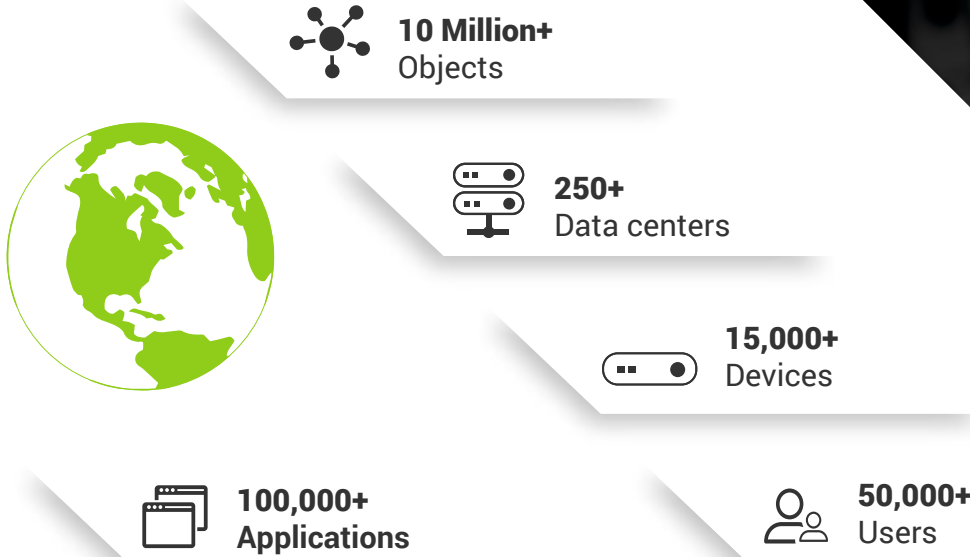 10 Million+
Objects
250+
Data centers
15,000+
Devices
100,000+
Applications
50,000+
Users